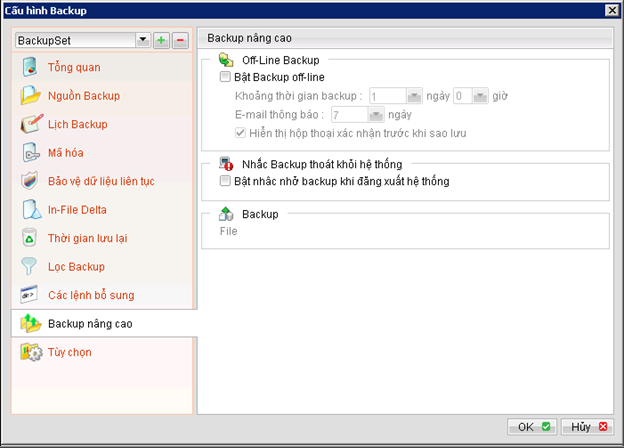 Cấu hình Backup
BackupSet
Tổng quan
Nguồn Backup
Lịch Backup
Mã hóa
Bảo vệ dữ liệu liên tục
In-File Delta
Thời gian lưu lại
Lọc Backup
Các lệnh bổ sung
Backup nâng cao
Tùy chọn
Backup nâng cao
Off-Line Backup
Bật Backup off-line
Khoảng thời gian backup : 1 ngày 0 giờ
E-mail thông báo : 7 ngày
Hiển thị hộp thoại xác nhận trước khi sao lưu
Nhắc Backup thoát khỏi hệ thống
Bật nhâc nhở backup khi đăng xuất hệ thống
Backup
File
OK
Hủy